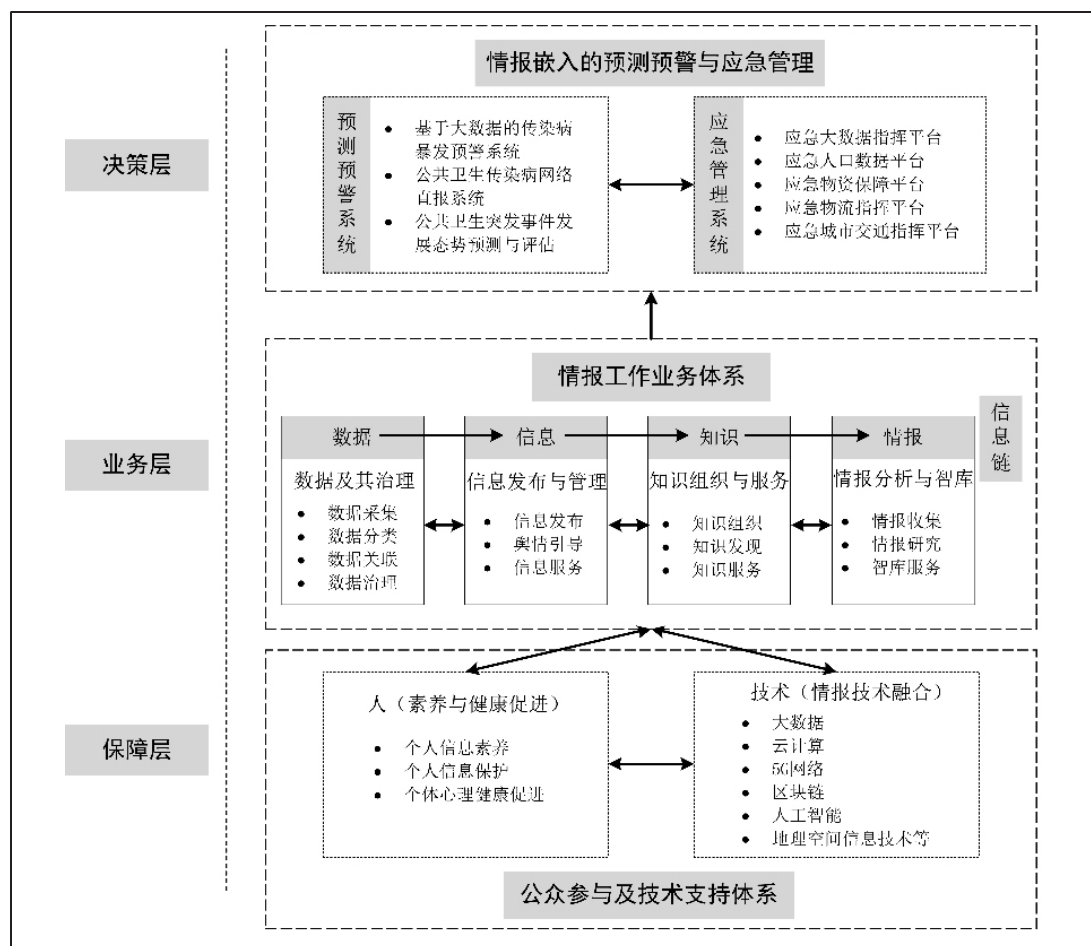 决策层
情报嵌入的预测预警与应急管理
预测预警系统
● 基于大数据的传染病
暴发预警系统
● 公共卫生传染病网络
直报系统
● 公共卫生突发事件发
展态势预测与评估
应急管理系统
● 应急大数据指挥平台
● 应急人口数据平台
● 应急物资保障平台
● 应急物流指挥平台
● 应急城市交通指挥平台
业务层
情报工作业务体系
信息链
数据
信息
知识
情报
数据及其治理
● 数据采集
● 数据分类
● 数据关联
● 数据治理
信息发布与管理
● 信息发布
● 舆情引导
● 信息服务
知识组织与服务
● 知识组织
● 知识发现
● 知识服务
情报分析与智库
● 情报收集
● 情报研究
● 智库服务
保障层
人（素养与健康促进）
● 个人信息素养
● 个人信息保护
● 个体心理健康促进
技术（情报技术融合）
● 大数据
● 云计算
● 5G网络
● 区块链
● 人工智能
● 地理空间信息技术等
公众参与及技术支持体系